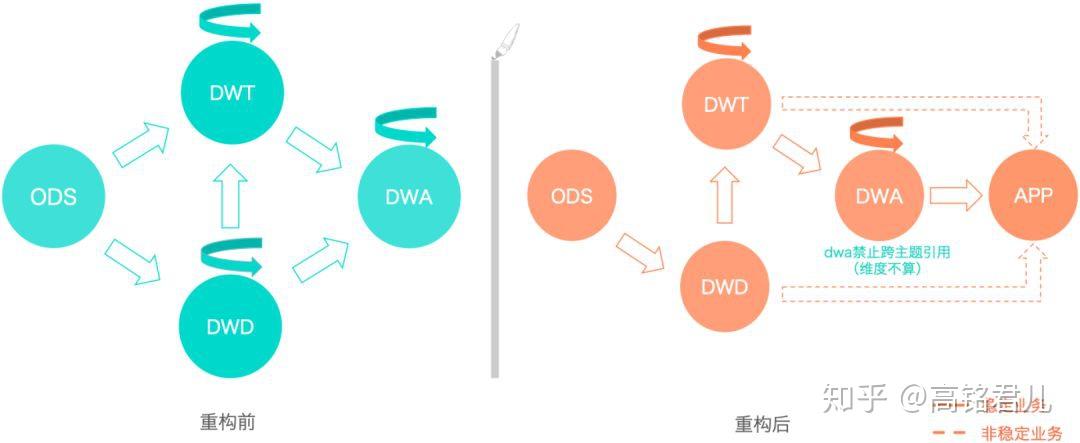 DWT
ODS
DWA
DWD
重构前
DWT
ODS
DWA
APP
dwa禁止跨主题引用
(维度不算)
DWD
重构后
知乎 @高铭君儿
稳定业务
非稳定业务